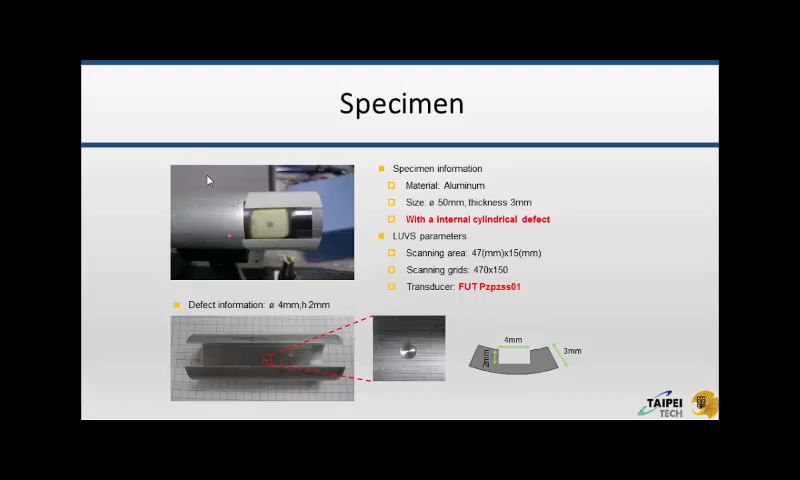 Specimen
Specimen information
Material: Aluminum
Size: ø 50mm, thickness 3mm
With a internal cylindrical defect
LUVS parameters
Scanning area: 47(mm)x15(mm)
Scanning grids: 470x150
Transducer: FUT Pzpzss01
Defect information: ø 4mm,h 2mm
4mm
2mm
3mm
TAIPEI
TECH